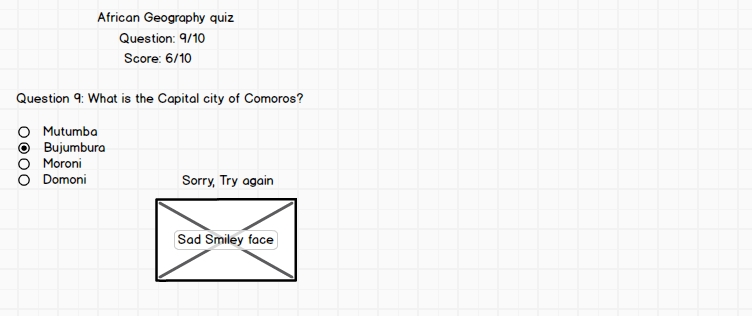 African Geography quiz
Question: 9/10
Score: 6/10
Question 9: What is the Capital city of Comoros?
Mutumba
Bujumbura
Moroni
Domoni
Sorry, Try again
Sad Smiley face